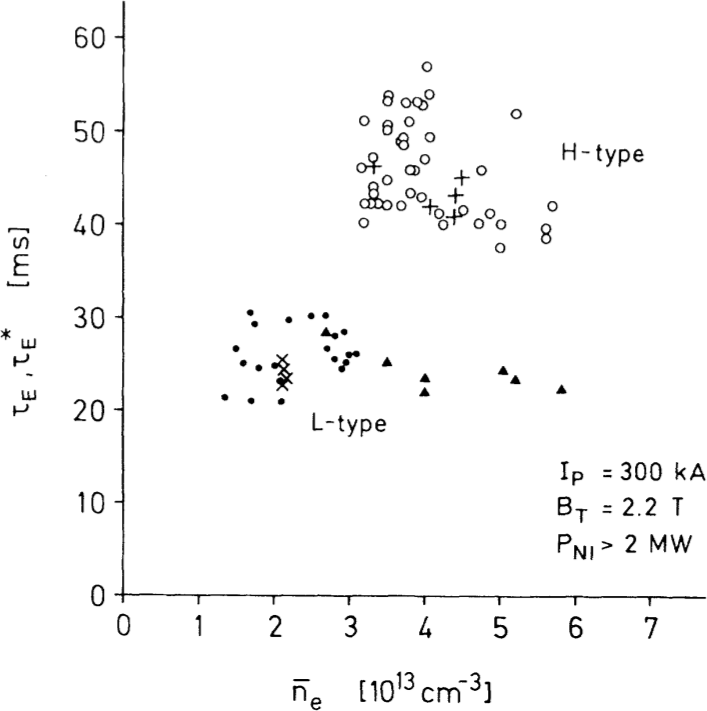 60
50
40
30
20
10
0
0 1 2 3 4 5 6 7
τE, τE* [ms]
n̄e [10¹³ cm⁻³]
H-type
L-type
IP = 300 kA
BT = 2.2 T
PNI > 2 MW